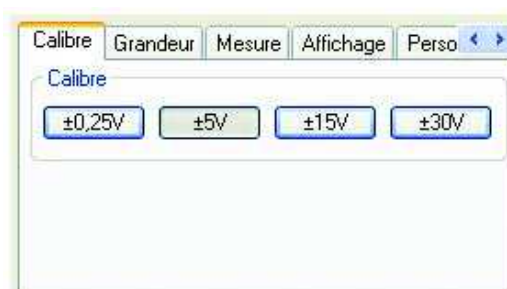 Calibre Grandeur Mesure Affichage Perso
Calibre
±0,25V ±5V ±15V ±30V